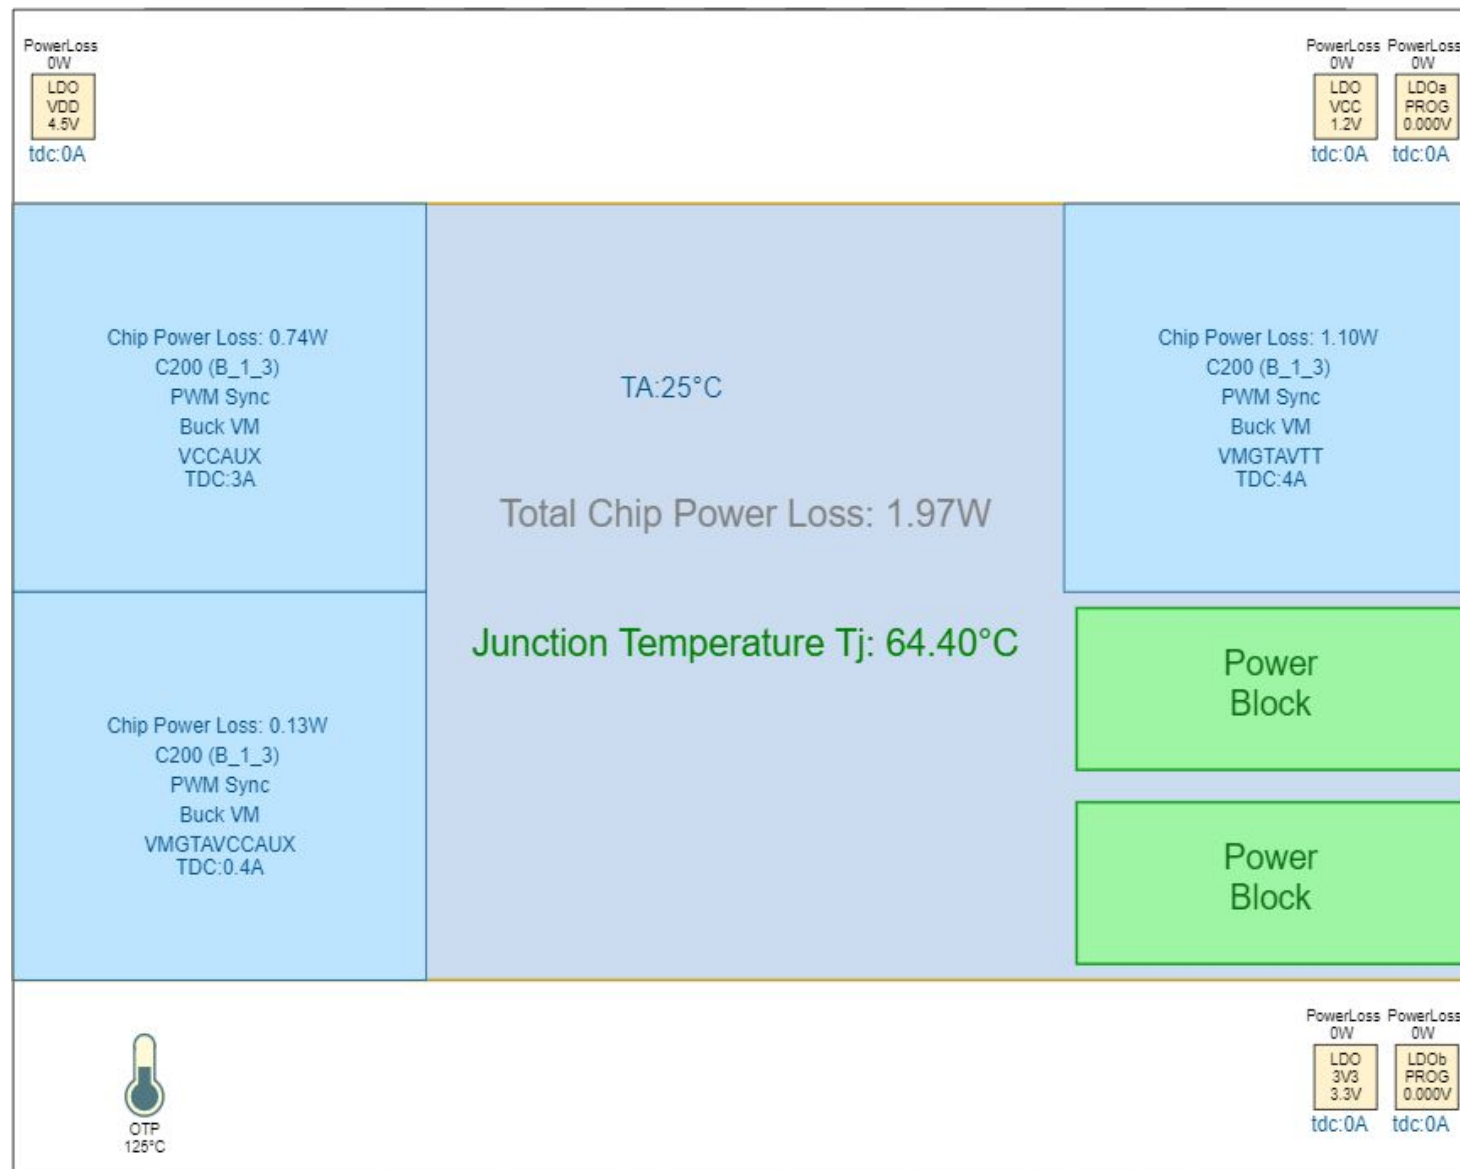 PowerLoss
0W
LDO
VDD
4.5V
tdc:0A
PowerLoss PowerLoss
0W 0W
LDO LDOa
VCC PROG
1.2V 0.000V
tdc:0A tdc:0A
Chip Power Loss: 0.74W
C200 (B_1_3)
PWM Sync
Buck VM
VCCAUX
TDC:3A
TA:25°C
Total Chip Power Loss: 1.97W
Junction Temperature Tj: 64.40°C
Chip Power Loss: 1.10W
C200 (B_1_3)
PWM Sync
Buck VM
VMGTAVTT
TDC:4A
Chip Power Loss: 0.13W
C200 (B_1_3)
PWM Sync
Buck VM
VMGTAVCCAUX
TDC:0.4A
Power
Block
Power
Block
OTP
125°C
PowerLoss PowerLoss
0W 0W
LDO LDOb
3V3 PROG
3.3V 0.000V
tdc:0A tdc:0A